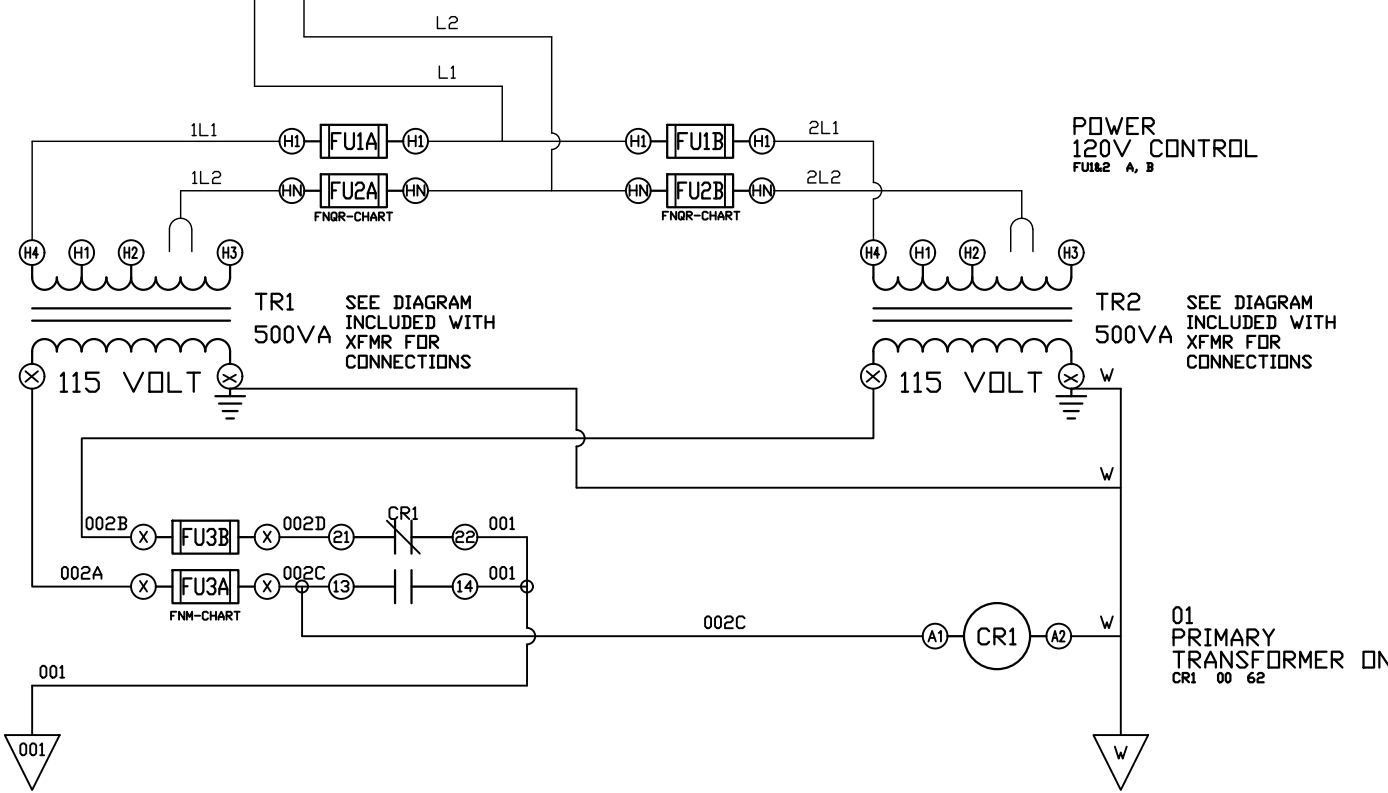 L2
L1
1L1 H1 FU1A H1 H1 FU1B H1 2L1
1L2 HN FU2A HN HN FU2B HN 2L2
FNQR-CHART FNQR-CHART
POWER
120V CONTROL
FU1&2 A, B
H4 H1 H2 H3
TR1
500VA
SEE DIAGRAM
INCLUDED WITH
XFMR FOR
CONNECTIONS
X 115 VOLT X
H4 H1 H2 H3
TR2
500VA
SEE DIAGRAM
INCLUDED WITH
XFMR FOR
CONNECTIONS
X 115 VOLT X
W
W
CR1
002B X FU3B X 002D 21 22 001
002A X FU3A X 002C 13 14 001
FNM-CHART
002C A1 CR1 A2 W
01
PRIMARY
TRANSFORMER ON
CR1 00 62
001
001
W